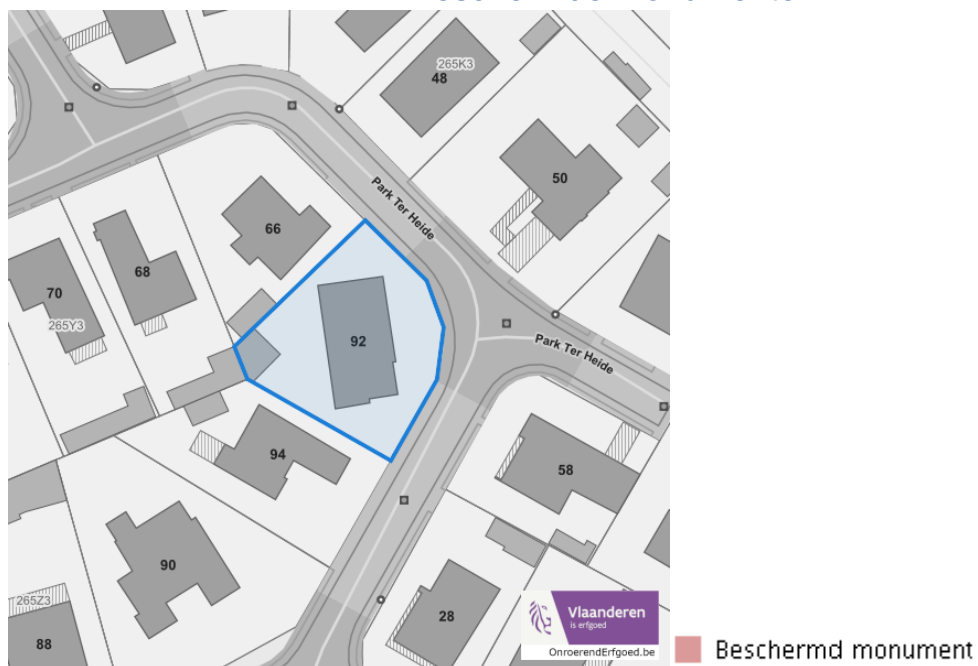 265K3
48
Park Ter Heide
50
66
68
70
265Y3
92
Park Ter Heide
94
58
90
265Z3
88
28
Vlaanderen
is erfgoed
OnroerendErfgoed.be
Beschermd monument